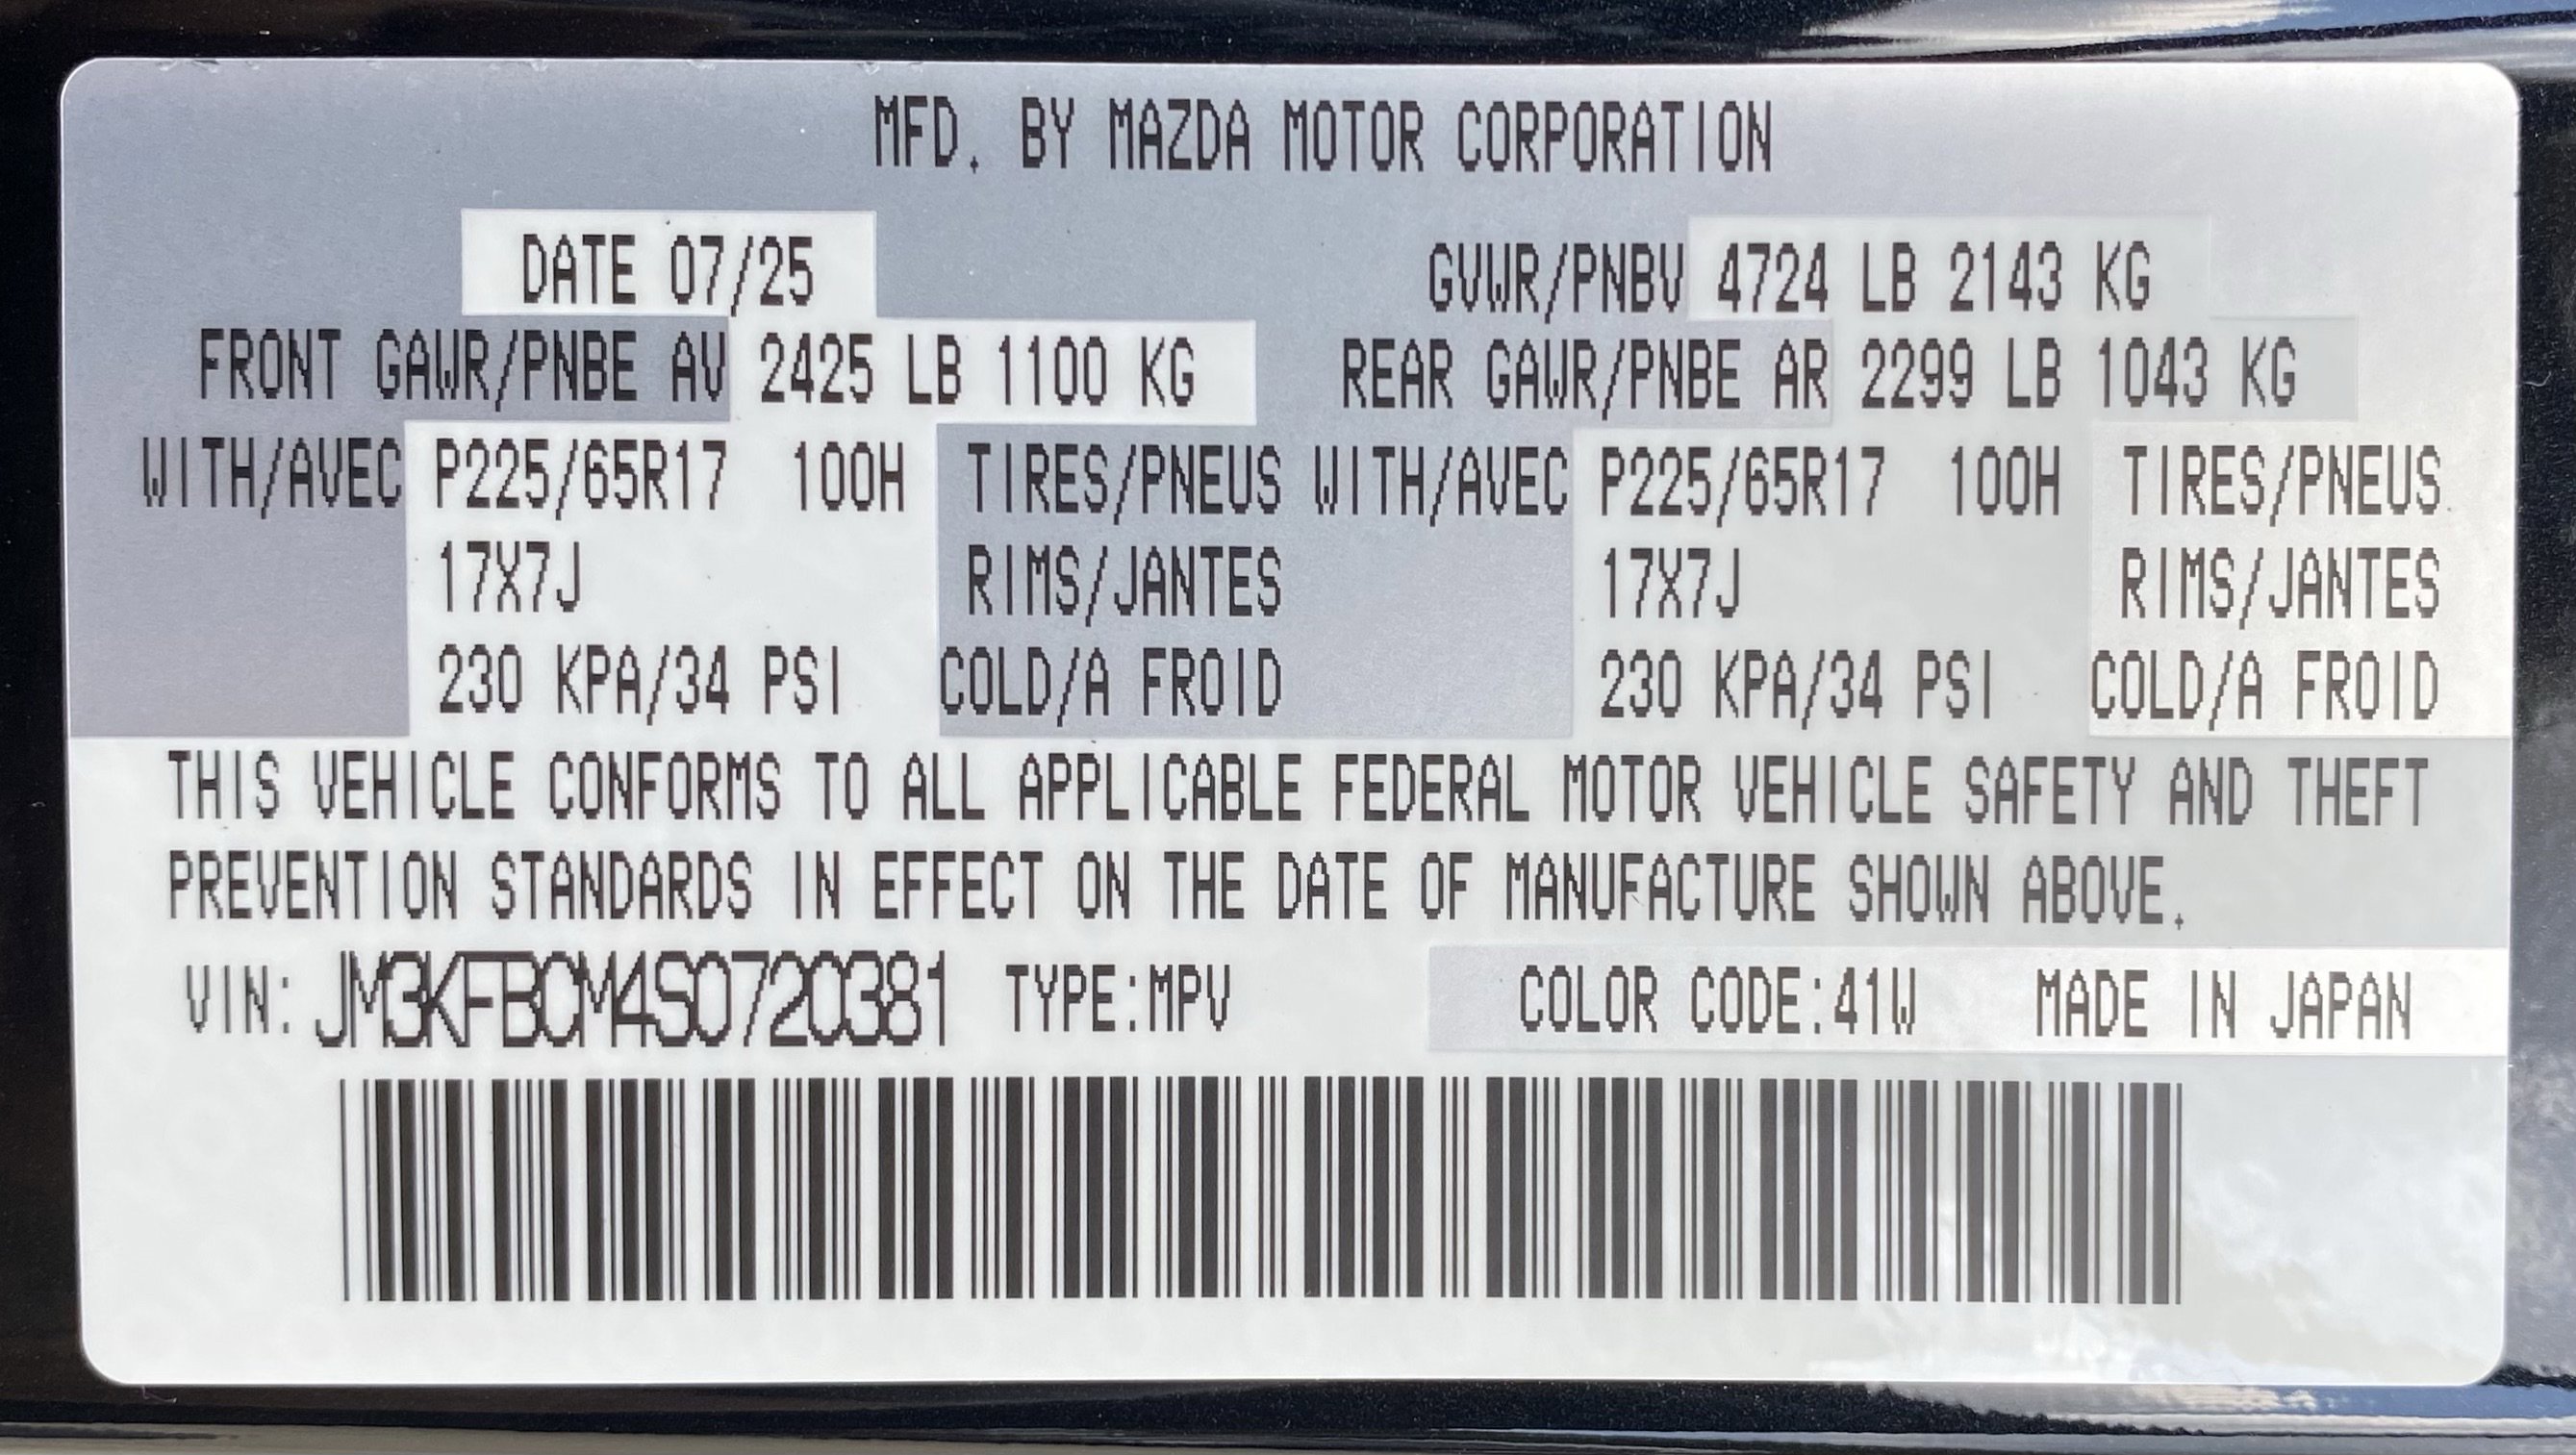 MFD. BY MAZDA MOTOR CORPORATION
DATE 07/25 GVWR/PNBV 4724 LB 2143 KG
FRONT GAWR/PNBE AV 2425 LB 1100 KG REAR GAWR/PNBE AR 2299 LB 1043 KG
WITH/AVEC P225/65R17 100H TIRES/PNEUS WITH/AVEC P225/65R17 100H TIRES/PNEUS
17X7J RIMS/JANTES 17X7J RIMS/JANTES
230 KPA/34 PSI COLD/A FROID 230 KPA/34 PSI COLD/A FROID
THIS VEHICLE CONFORMS TO ALL APPLICABLE FEDERAL MOTOR VEHICLE SAFETY AND THEFT
PREVENTION STANDARDS IN EFFECT ON THE DATE OF MANUFACTURE SHOWN ABOVE.
VIN: JM3KFBCM4S0720381 TYPE:MPV COLOR CODE:41W MADE IN JAPAN